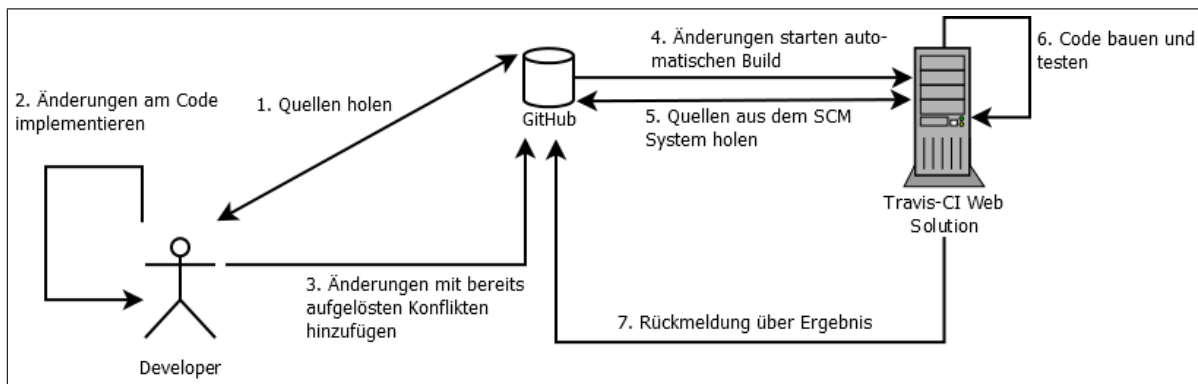 4. Änderungen starten auto-
matischen Build
6. Code bauen und
testen
2. Änderungen am Code
implementieren
1. Quellen holen
GitHub
5. Quellen aus dem SCM
System holen
Travis-CI Web
Solution
3. Änderungen mit bereits
aufgelösten Konflikten
hinzufügen
7. Rückmeldung über Ergebnis
Developer